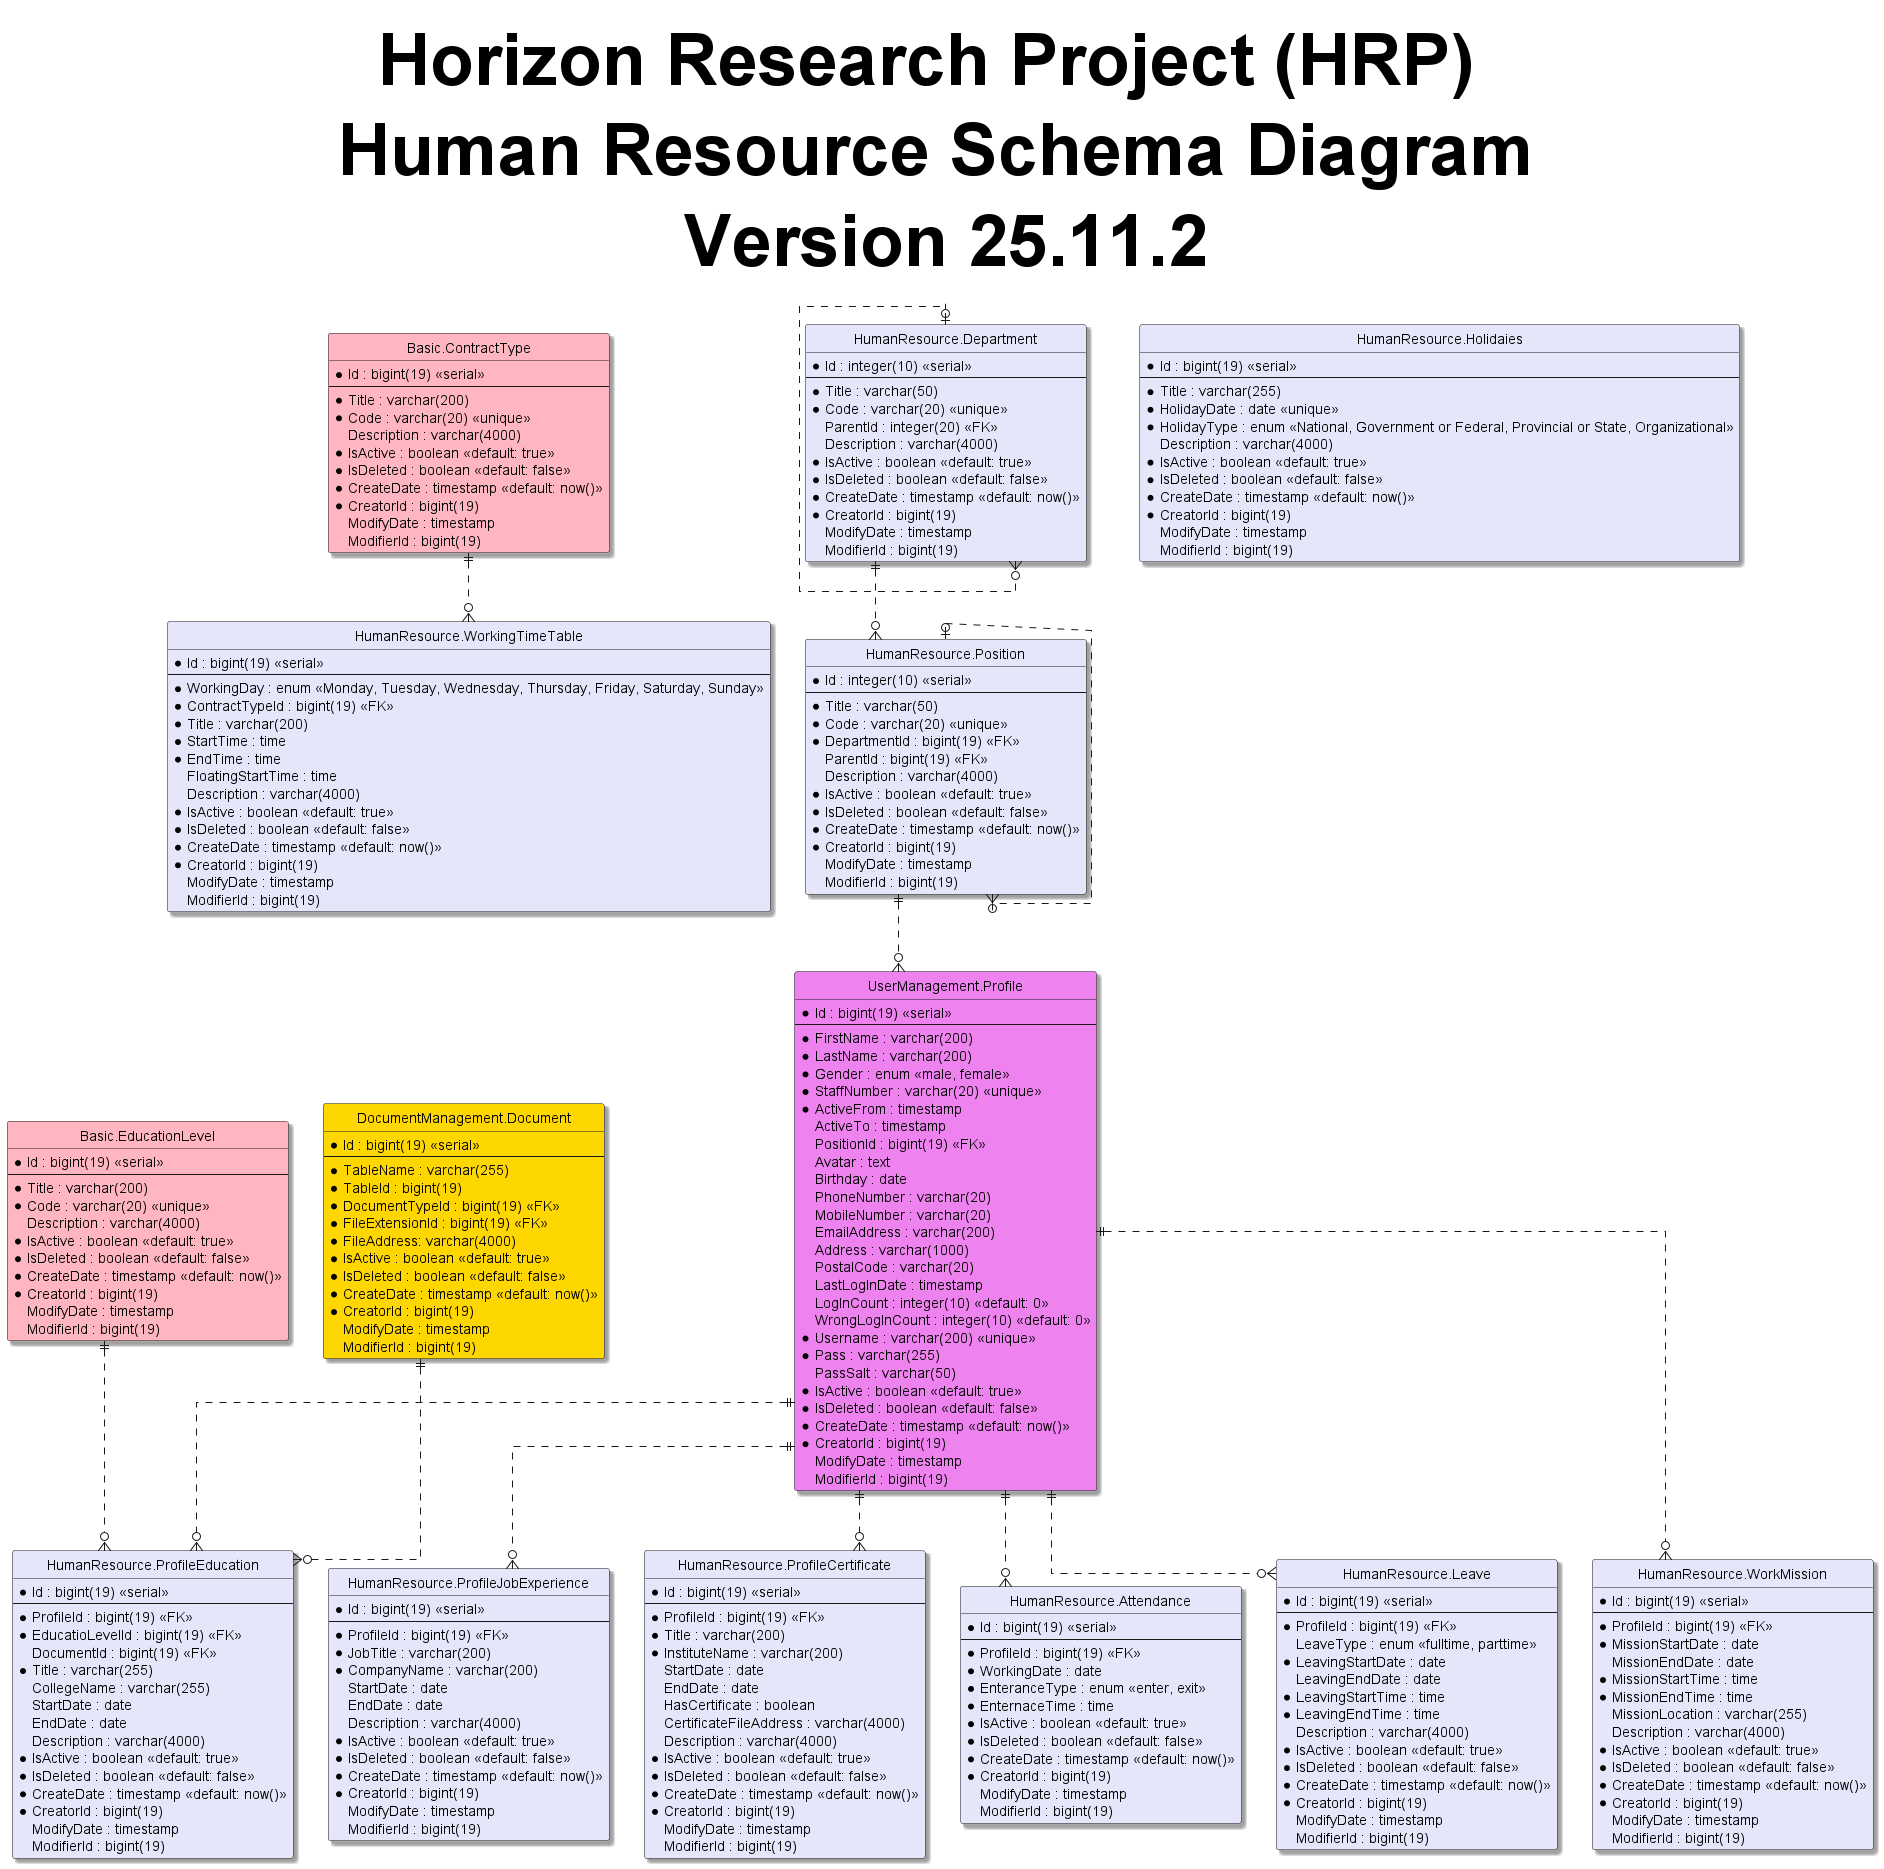 Horizon Research Project (HRP)
Human Resource Schema Diagram
Version 25.11.2
Basic.ContractType
Id : bigint(19) «serial»
Title : varchar(200)
Code : varchar(20) «unique»
Description : varchar(4000)
IsActive : boolean «default: true»
IsDeleted : boolean «default: false»
CreateDate : timestamp «default: now()»
CreatorId : bigint(19)
ModifyDate : timestamp
ModifierId : bigint(19)
HumanResource.Department
Id : integer(10) «serial»
Title : varchar(50)
Code : varchar(20) «unique»
ParentId : integer(20) «FK»
Description : varchar(4000)
IsActive : boolean «default: true»
IsDeleted : boolean «default: false»
CreateDate : timestamp «default: now()»
CreatorId : bigint(19)
ModifyDate : timestamp
ModifierId : bigint(19)
HumanResource.Holidaies
Id : bigint(19) «serial»
Title : varchar(255)
HolidayDate : date «unique»
HolidayType : enum «National, Government or Federal, Provincial or State, Organizational»
Description : varchar(4000)
IsActive : boolean «default: true»
IsDeleted : boolean «default: false»
CreateDate : timestamp «default: now()»
CreatorId : bigint(19)
ModifyDate : timestamp
ModifierId : bigint(19)
HumanResource.WorkingTimeTable
Id : bigint(19) «serial»
WorkingDay : enum «Monday, Tuesday, Wednesday, Thursday, Friday, Saturday, Sunday»
ContractTypeId : bigint(19) «FK»
Title : varchar(200)
StartTime : time
EndTime : time
FloatingStartTime : time
Description : varchar(4000)
IsActive : boolean «default: true»
IsDeleted : boolean «default: false»
CreateDate : timestamp «default: now()»
CreatorId : bigint(19)
ModifyDate : timestamp
ModifierId : bigint(19)
HumanResource.Position
Id : integer(10) «serial»
Title : varchar(50)
Code : varchar(20) «unique»
DepartmentId : bigint(19) «FK»
ParentId : bigint(19) «FK»
Description : varchar(4000)
IsActive : boolean «default: true»
IsDeleted : boolean «default: false»
CreateDate : timestamp «default: now()»
CreatorId : bigint(19)
ModifyDate : timestamp
ModifierId : bigint(19)
UserManagement.Profile
Id : bigint(19) «serial»
FirstName : varchar(200)
LastName : varchar(200)
Gender : enum «male, female»
StaffNumber : varchar(20) «unique»
ActiveFrom : timestamp
ActiveTo : timestamp
PositionId : bigint(19) «FK»
Avatar : text
Birthday : date
PhoneNumber : varchar(20)
MobileNumber : varchar(20)
EmailAddress : varchar(200)
Address : varchar(1000)
PostalCode : varchar(20)
LastLogInDate : timestamp
LogInCount : integer(10) «default: 0»
WrongLogInCount : integer(10) «default: 0»
Username : varchar(200) «unique»
Pass : varchar(255)
PassSalt : varchar(50)
IsActive : boolean «default: true»
IsDeleted : boolean «default: false»
CreateDate : timestamp «default: now()»
CreatorId : bigint(19)
ModifyDate : timestamp
ModifierId : bigint(19)
Basic.EducationLevel
Id : bigint(19) «serial»
Title : varchar(200)
Code : varchar(20) «unique»
Description : varchar(4000)
IsActive : boolean «default: true»
IsDeleted : boolean «default: false»
CreateDate : timestamp «default: now()»
CreatorId : bigint(19)
ModifyDate : timestamp
ModifierId : bigint(19)
DocumentManagement.Document
Id : bigint(19) «serial»
TableName : varchar(255)
TableId : bigint(19)
DocumentTypeId : bigint(19) «FK»
FileExtensionId : bigint(19) «FK»
FileAddress: varchar(4000)
IsActive : boolean «default: true»
IsDeleted : boolean «default: false»
CreateDate : timestamp «default: now()»
CreatorId : bigint(19)
ModifyDate : timestamp
ModifierId : bigint(19)
HumanResource.ProfileEducation
Id : bigint(19) «serial»
ProfileId : bigint(19) «FK»
EducatioLevelId : bigint(19) «FK»
DocumentId : bigint(19) «FK»
Title : varchar(255)
CollegeName : varchar(255)
StartDate : date
EndDate : date
Description : varchar(4000)
IsActive : boolean «default: true»
IsDeleted : boolean «default: false»
CreateDate : timestamp «default: now()»
CreatorId : bigint(19)
ModifyDate : timestamp
ModifierId : bigint(19)
HumanResource.ProfileJobExperience
Id : bigint(19) «serial»
ProfileId : bigint(19) «FK»
JobTitle : varchar(200)
CompanyName : varchar(200)
StartDate : date
EndDate : date
Description : varchar(4000)
IsActive : boolean «default: true»
IsDeleted : boolean «default: false»
CreateDate : timestamp «default: now()»
CreatorId : bigint(19)
ModifyDate : timestamp
ModifierId : bigint(19)
HumanResource.ProfileCertificate
Id : bigint(19) «serial»
ProfileId : bigint(19) «FK»
Title : varchar(200)
InstituteName : varchar(200)
StartDate : date
EndDate : date
HasCertificate : boolean
CertificateFileAddress : varchar(4000)
Description : varchar(4000)
IsActive : boolean «default: true»
IsDeleted : boolean «default: false»
CreateDate : timestamp «default: now()»
CreatorId : bigint(19)
ModifyDate : timestamp
ModifierId : bigint(19)
HumanResource.Attendance
Id : bigint(19) «serial»
ProfileId : bigint(19) «FK»
WorkingDate : date
EnteranceType : enum «enter, exit»
EnternaceTime : time
IsActive : boolean «default: true»
IsDeleted : boolean «default: false»
CreateDate : timestamp «default: now()»
CreatorId : bigint(19)
ModifyDate : timestamp
ModifierId : bigint(19)
HumanResource.Leave
Id : bigint(19) «serial»
ProfileId : bigint(19) «FK»
LeaveType : enum «fulltime, parttime»
LeavingStartDate : date
LeavingEndDate : date
LeavingStartTime : time
LeavingEndTime : time
Description : varchar(4000)
IsActive : boolean «default: true»
IsDeleted : boolean «default: false»
CreateDate : timestamp «default: now()»
CreatorId : bigint(19)
ModifyDate : timestamp
ModifierId : bigint(19)
HumanResource.WorkMission
Id : bigint(19) «serial»
ProfileId : bigint(19) «FK»
MissionStartDate : date
MissionEndDate : date
MissionStartTime : time
MissionEndTime : time
MissionLocation : varchar(255)
Description : varchar(4000)
IsActive : boolean «default: true»
IsDeleted : boolean «default: false»
CreateDate : timestamp «default: now()»
CreatorId : bigint(19)
ModifyDate : timestamp
ModifierId : bigint(19)